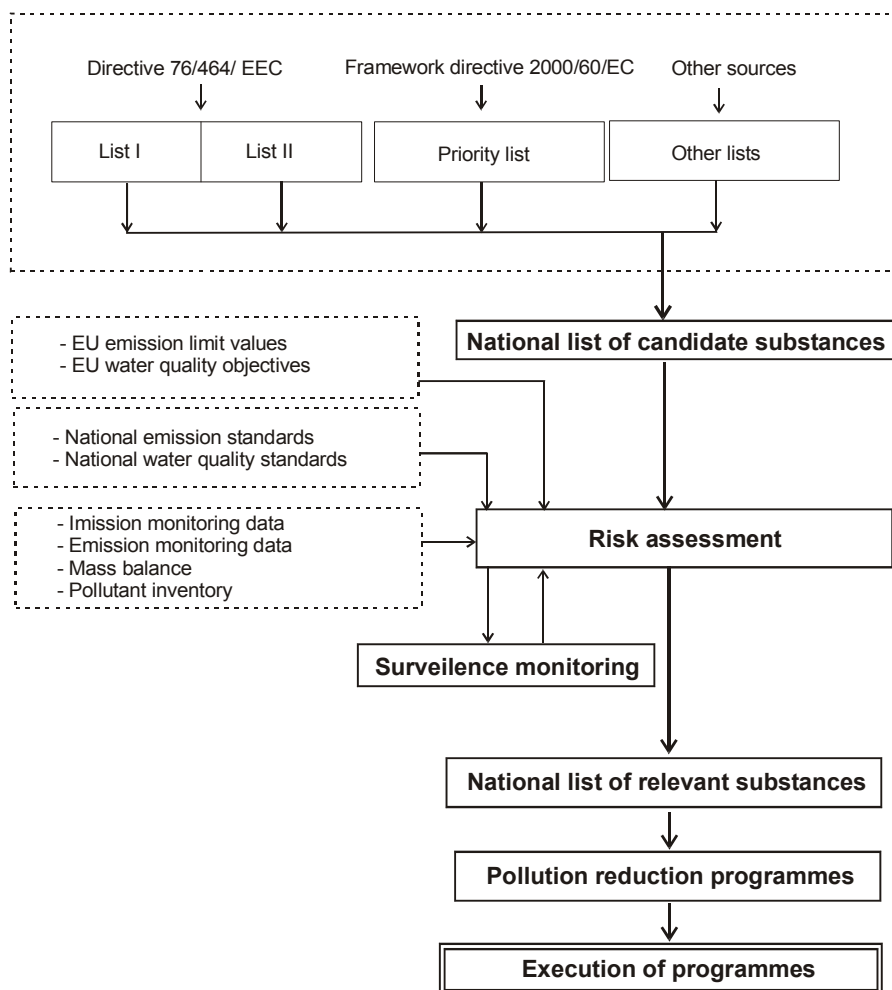 Directive 76/464/ EEC
Framework directive 2000/60/EC
Other sources
List I
List II
Priority list
Other lists
- EU emission limit values
- EU water quality objectives
National list of candidate substances
- National emission standards
- National water quality standards
- Imission monitoring data
- Emission monitoring data
- Mass balance
- Pollutant inventory
Risk assessment
Surveilence monitoring
National list of relevant substances
Pollution reduction programmes
Execution of programmes